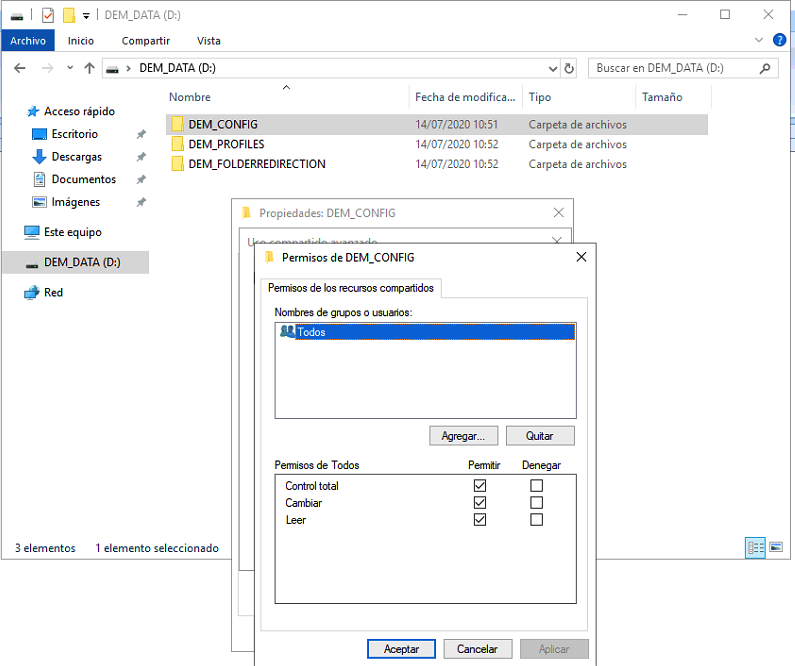 DEM_DATA (D:)
Archivo Inicio Compartir Vista
DEM_DATA (D:) Buscar en DEM_DATA (D:)
Nombre Fecha de modifica... Tipo Tamaño
Acceso rápido
Escritorio
Descargas
Documentos
Imágenes
Este equipo
DEM_DATA (D:)
Red
DEM_CONFIG 14/07/2020 10:51 Carpeta de archivos
DEM_PROFILES 14/07/2020 10:52 Carpeta de archivos
DEM_FOLDERREDIRECTION 14/07/2020 10:52 Carpeta de archivos
3 elementos 1 elemento seleccionado
Propiedades: DEM_CONFIG
Uso compartido avanzado
Permisos de DEM_CONFIG
Permisos de los recursos compartidos
Nombres de grupos o usuarios:
Todos
Agregar... Quitar
Permisos de Todos Permitir Denegar
Control total
Cambiar
Leer
Aceptar Cancelar Aplicar